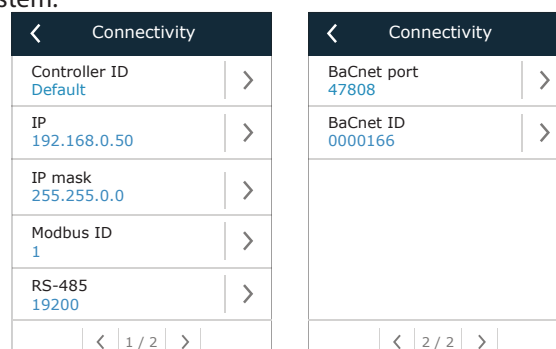 stem.
Connectivity
Controller ID
Default
IP
192.168.0.50
IP mask
255.255.0.0
Modbus ID
1
RS-485
19200
1 / 2
Connectivity
BaCnet port
47808
BaCnet ID
0000166
2 / 2